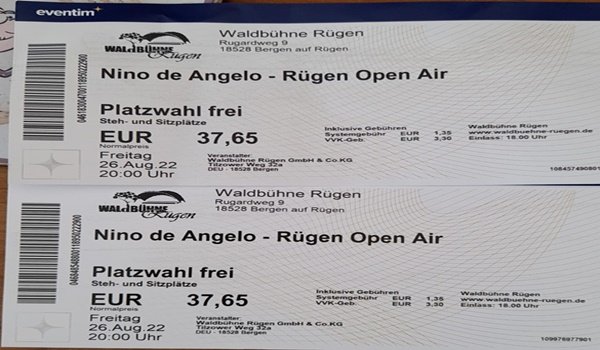 eventim
WALDBÜHNE
Rügen
Waldbühne Rügen
Rugardweg 9
18528 Bergen auf Rügen
Nino de Angelo - Rügen Open Air
Platzwahl frei
Steh- und Sitzplätze
EUR 37,65
Normalpreis
Freitag
26.Aug.22
20:00 Uhr
Veranstalter:
Waldbühne Rügen GmbH & Co.KG
Tilzower Weg 32a
DEU - 18528 Bergen
Inklusive Gebühren
Systemgebühr EUR 1,35
VVK-Geb. EUR 3,30
Waldbühne Rügen
www.waldbuehne-ruegen.de
Einlass: 18.00 Uhr
WALDBÜHNE
Rügen
Waldbühne Rügen
Rugardweg 9
18528 Bergen auf Rügen
Nino de Angelo - Rügen Open Air
Platzwahl frei
Steh- und Sitzplätze
EUR 37,65
Normalpreis
Freitag
26.Aug.22
20:00 Uhr
Veranstalter:
Waldbühne Rügen GmbH & Co.KG
Tilzower Weg 32a
DEU - 18528 Bergen
Inklusive Gebühren
Systemgebühr EUR 1,35
VVK-Geb. EUR 3,30
Waldbühne Rügen
www.waldbuehne-ruegen.de
Einlass: 18.00 Uhr
109976977901